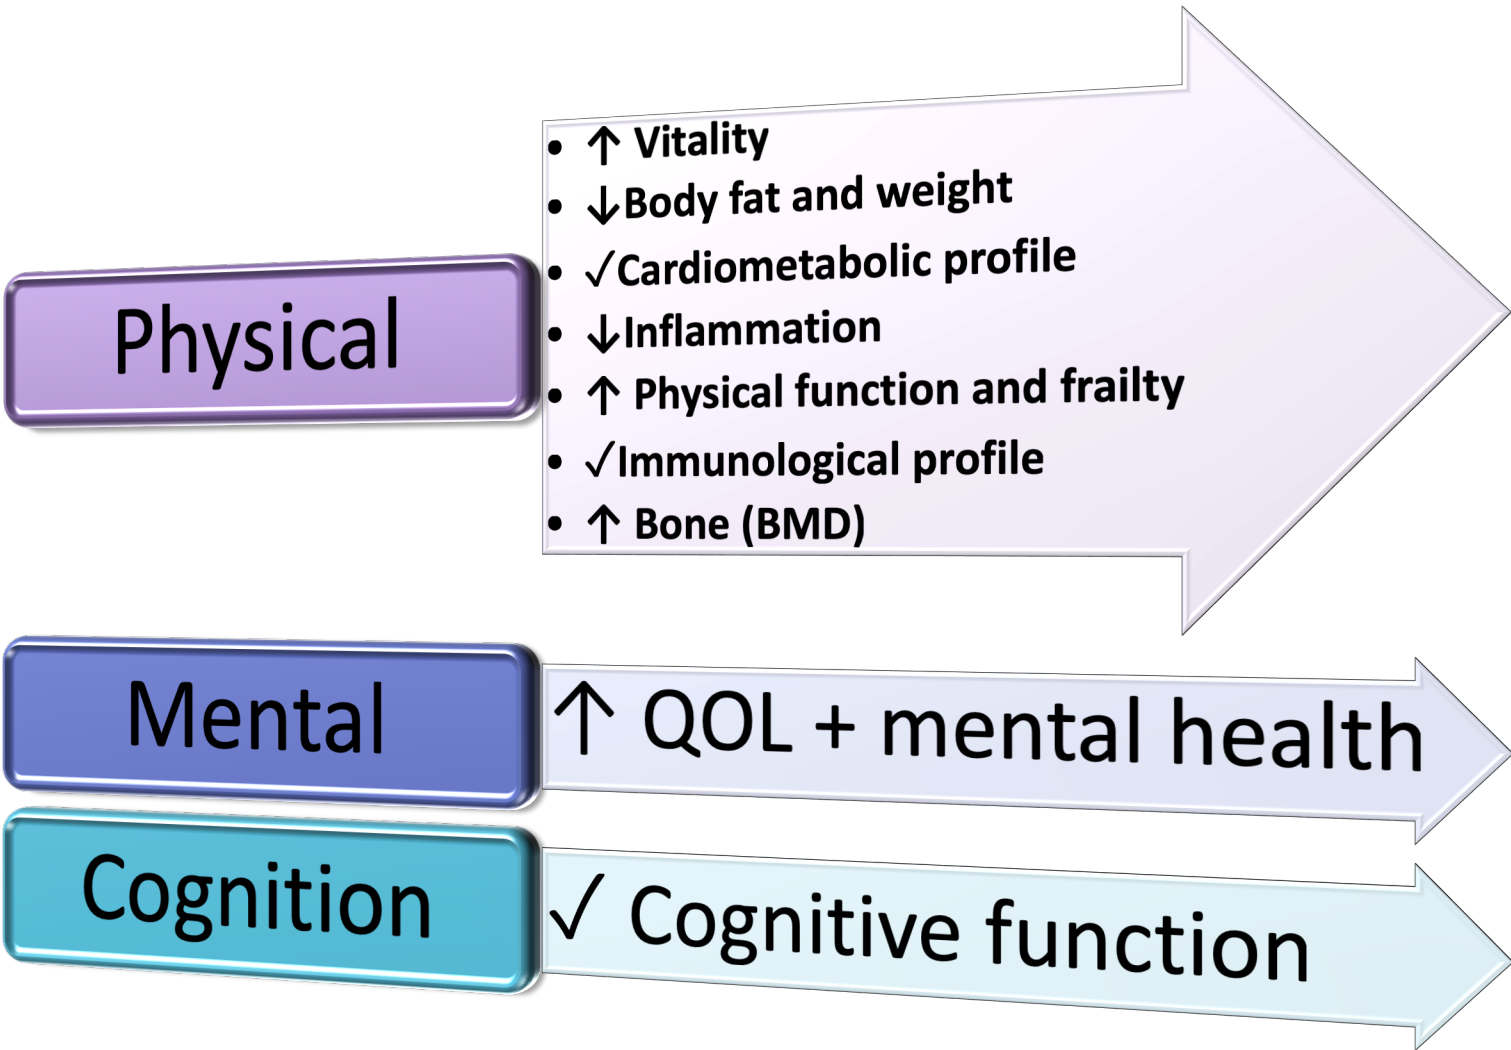 Physical
• ↑ Vitality
• ↓Body fat and weight
• ✓Cardiometabolic profile
• ↓Inflammation
• ↑ Physical function and frailty
• ✓Immunological profile
• ↑ Bone (BMD)
Mental
↑ QOL + mental health
Cognition
✓ Cognitive function